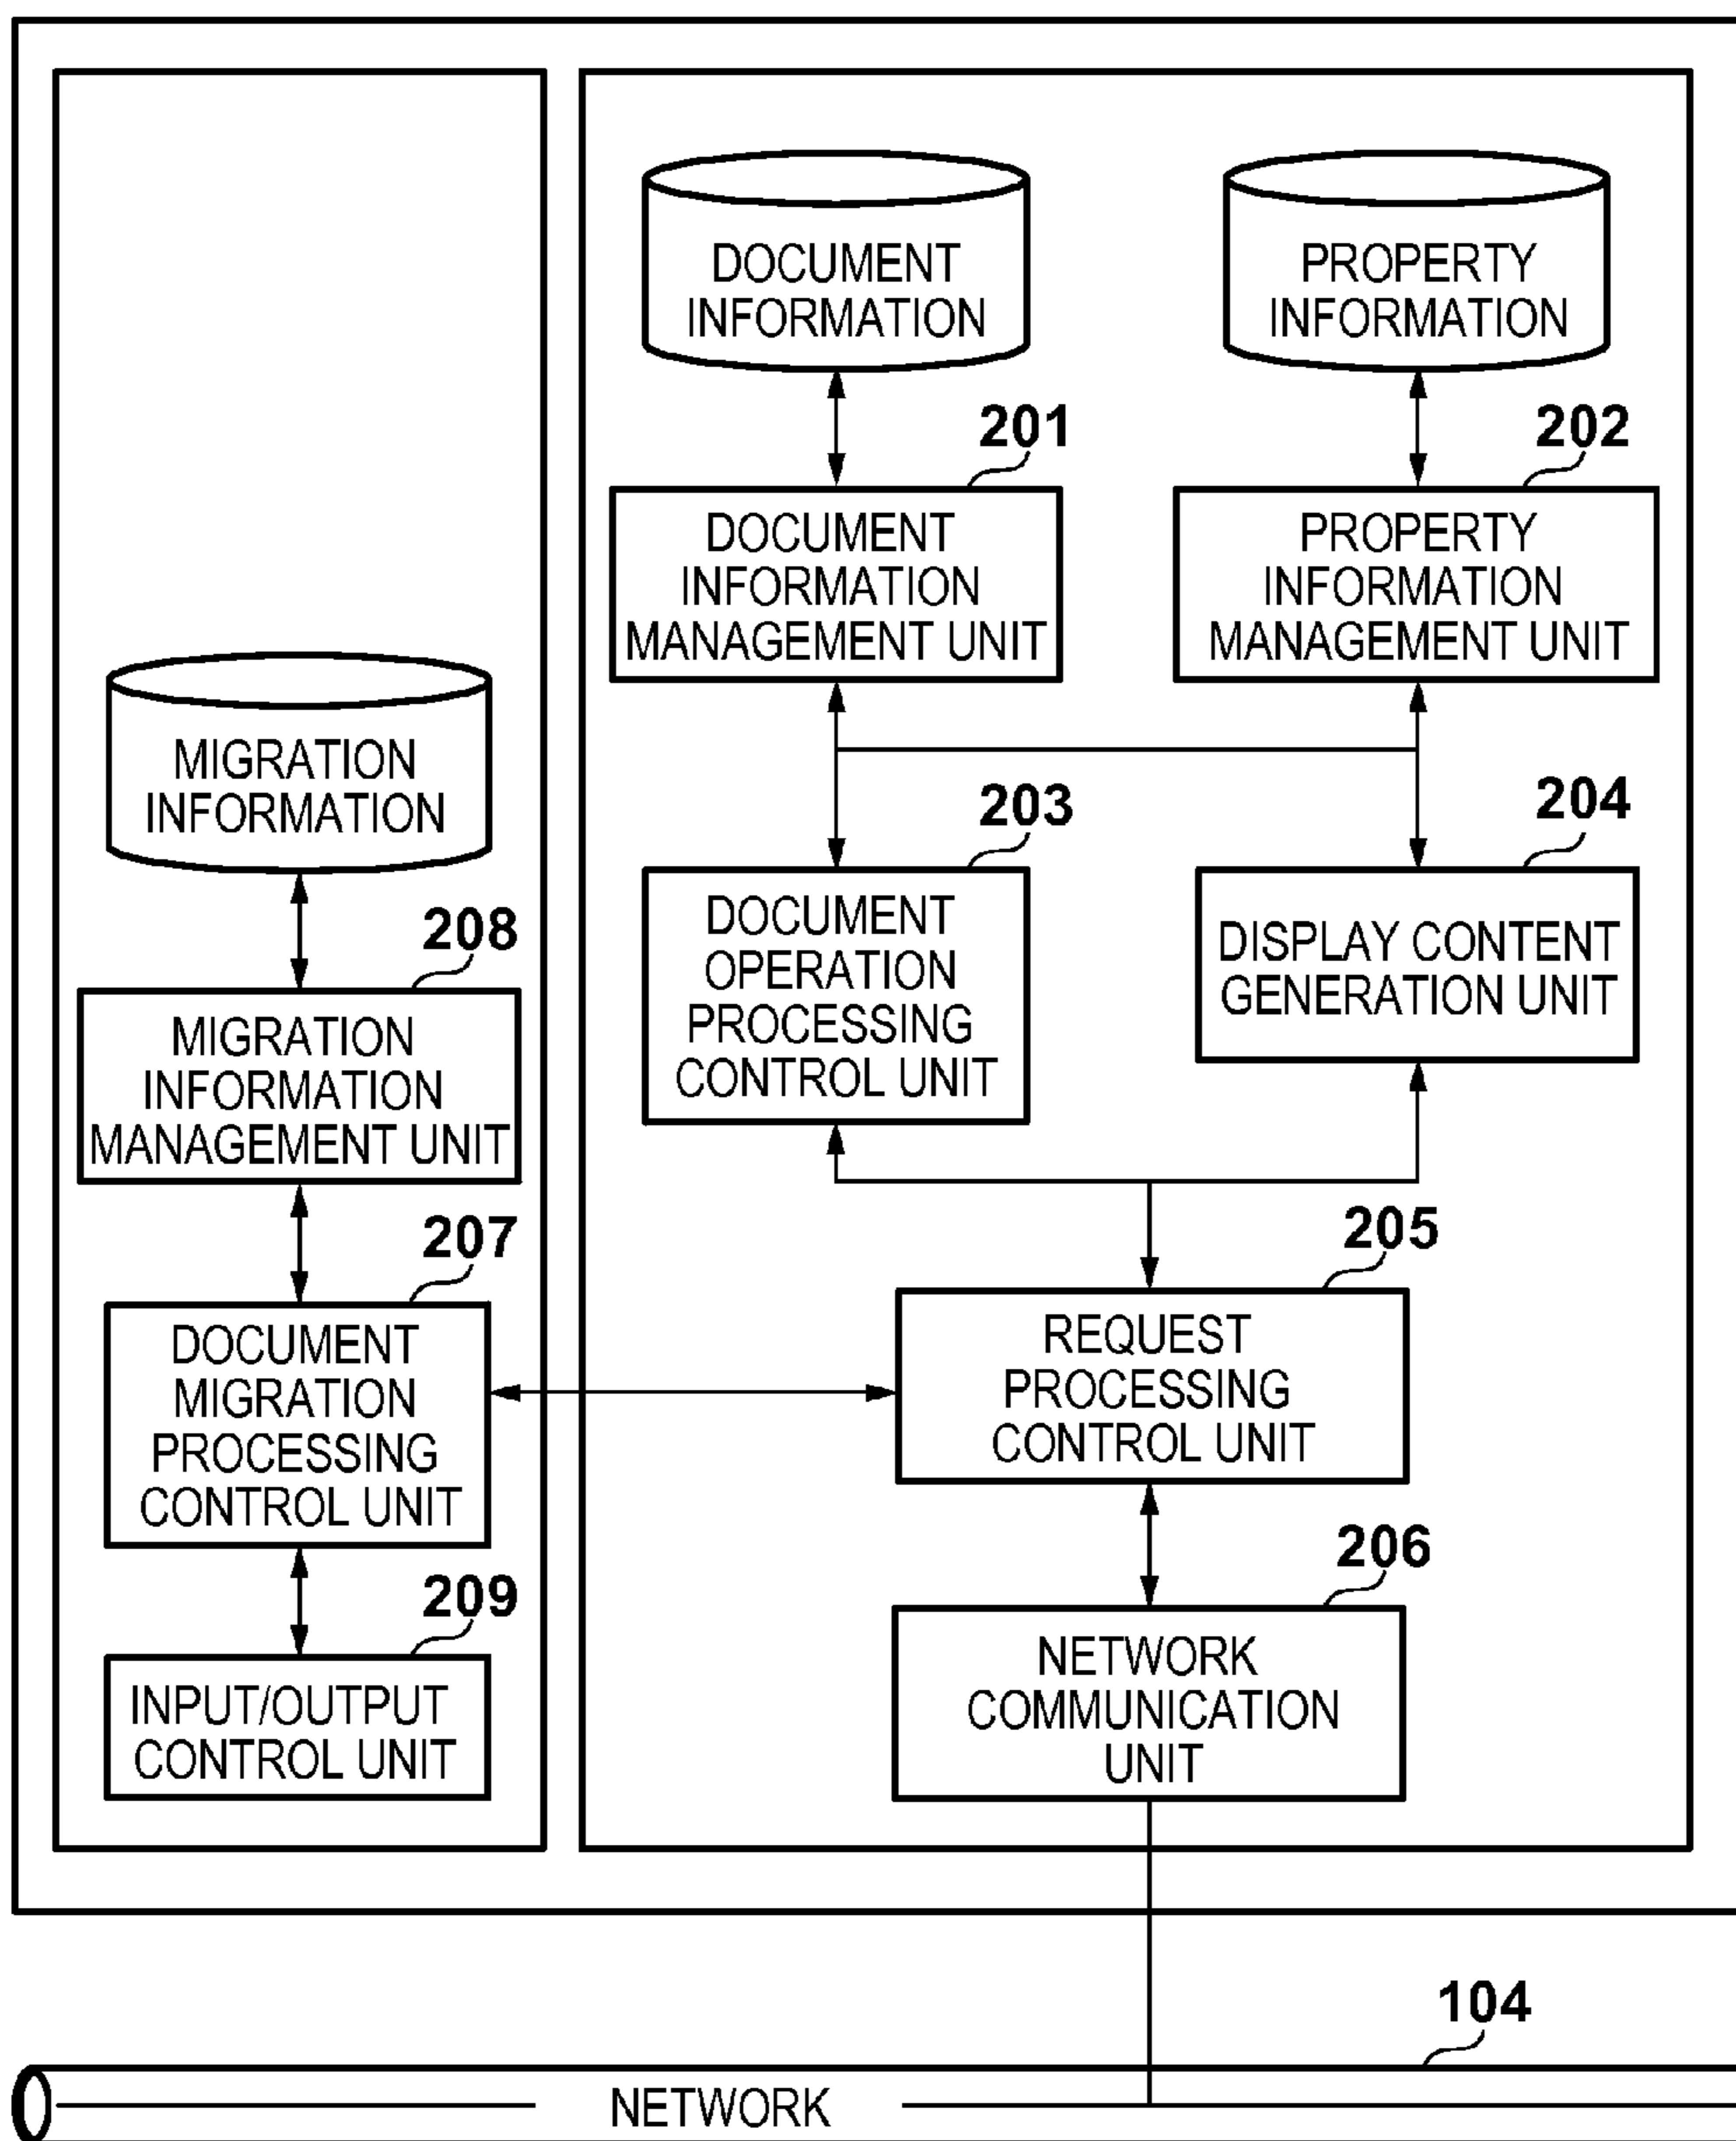 DOCUMENT
INFORMATION
PROPERTY
INFORMATION
201
202
DOCUMENT
INFORMATION
MANAGEMENT UNIT
PROPERTY
INFORMATION
MANAGEMENT UNIT
MIGRATION
INFORMATION
203
204
DOCUMENT
OPERATION
PROCESSING
CONTROL UNIT
DISPLAY CONTENT
GENERATION UNIT
208
MIGRATION
INFORMATION
MANAGEMENT UNIT
207
205
DOCUMENT
MIGRATION
PROCESSING
CONTROL UNIT
REQUEST
PROCESSING
CONTROL UNIT
209
206
INPUT/OUTPUT
CONTROL UNIT
NETWORK
COMMUNICATION
UNIT
104
NETWORK